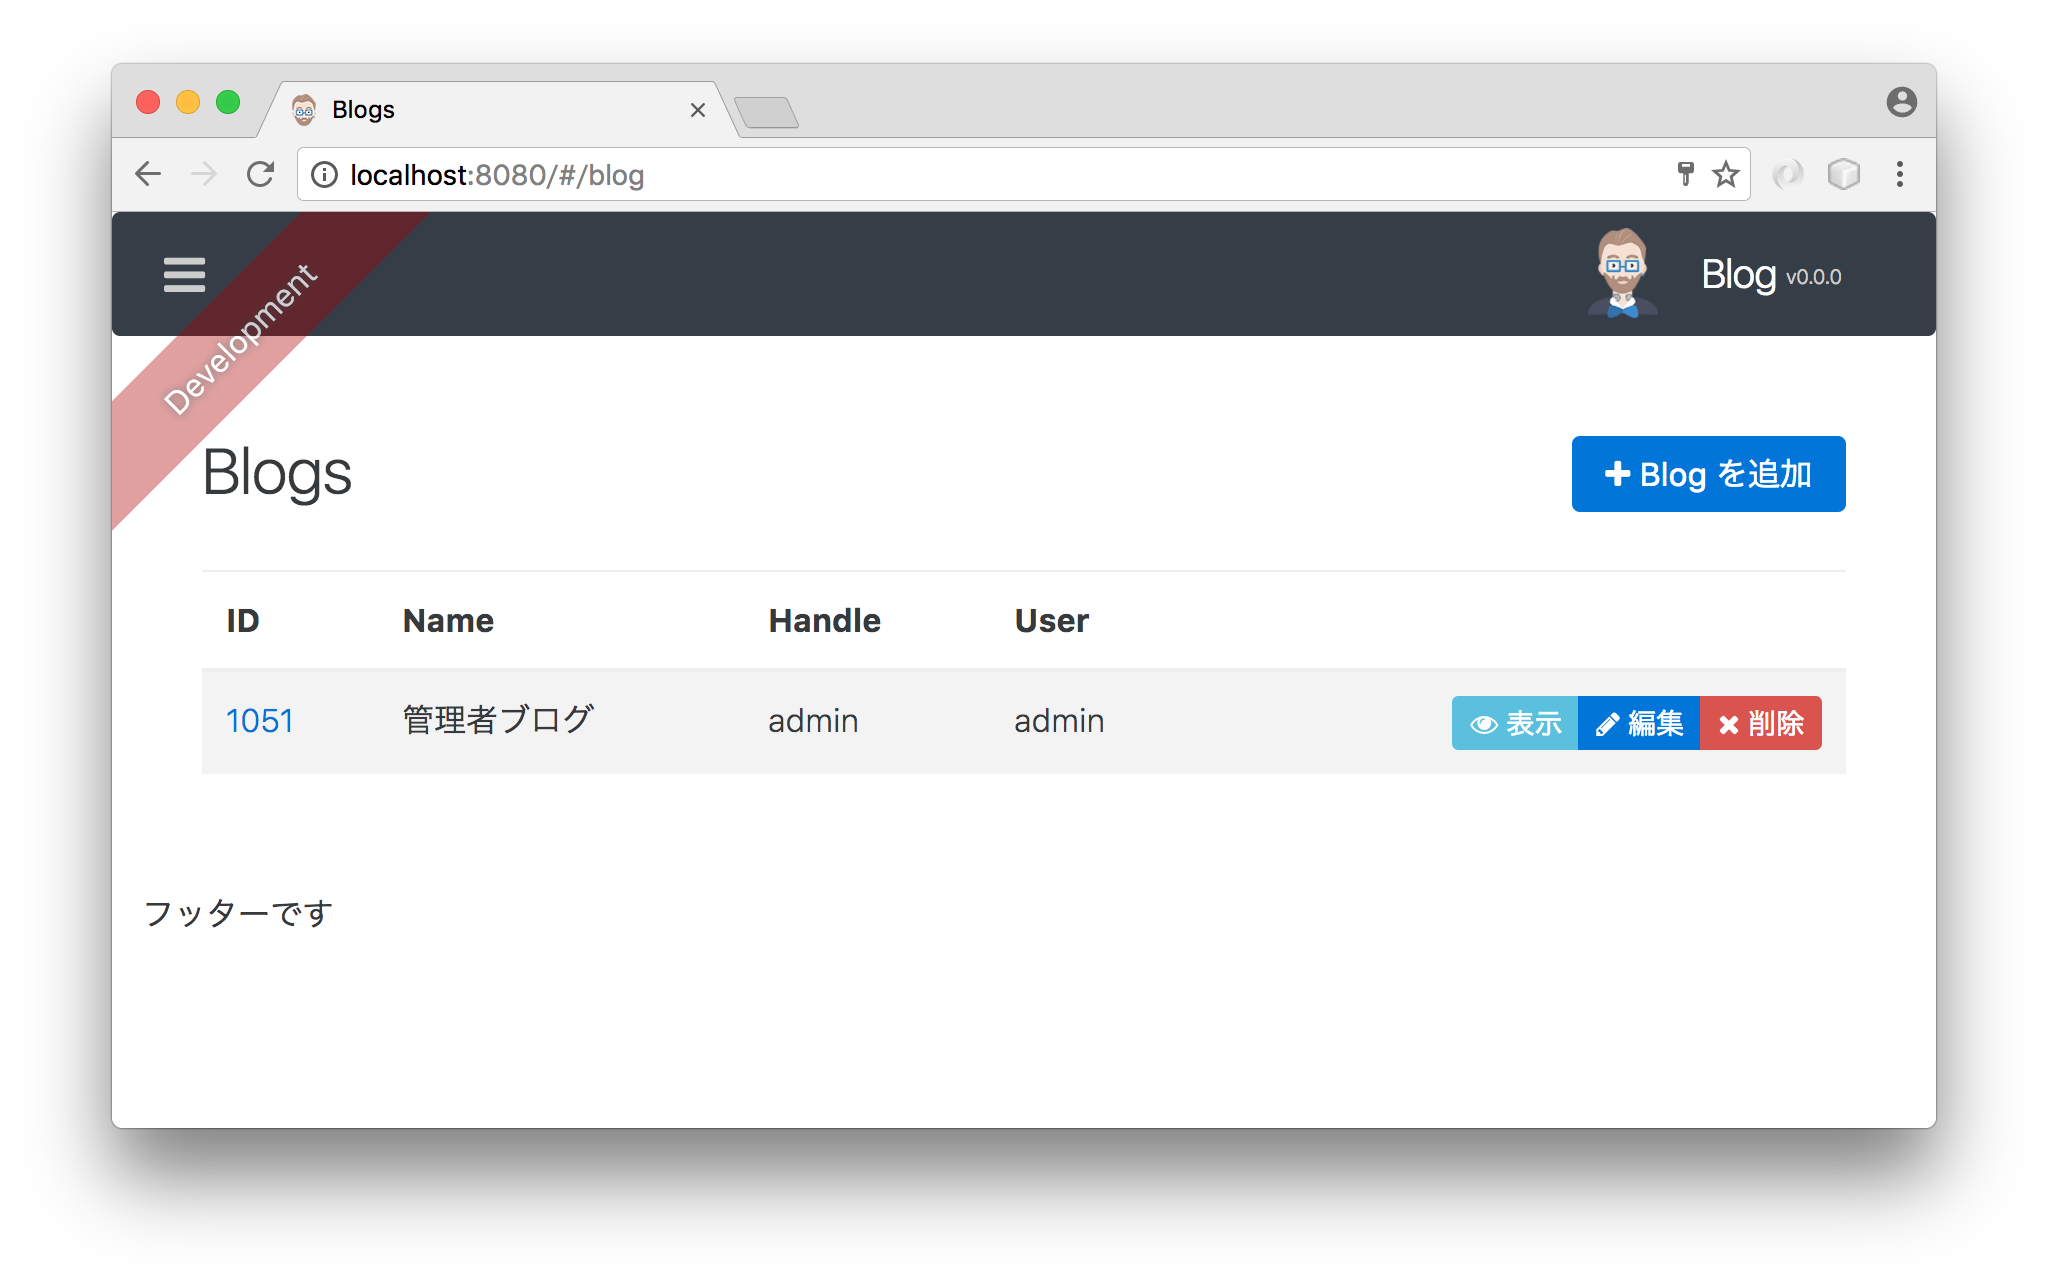 Blogs
localhost:8080/#/blog
Blog v0.0.0
Development
Blogs
Blog を追加
ID Name Handle User
1051 管理者ブログ admin admin 表示 編集 削除
フッターです